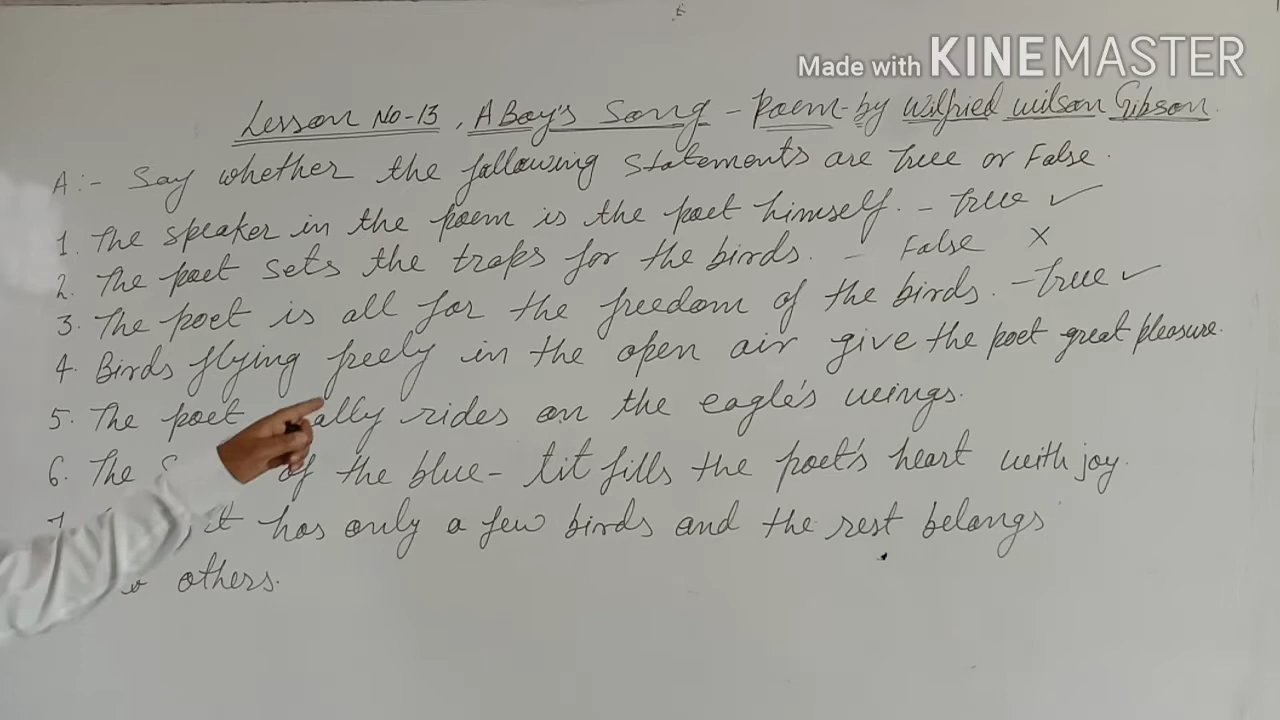 Made with KINEMASTER
Lesson No-13, A Boy's Song - Poem - by Wilfried Wilson Gibson.
A:- Say whether the following statements are True or False.
1. The speaker in the poem is the poet himself. - True ✓
2. The poet sets the traps for the birds. - False X
3. The poet is all for the freedom of the birds. - True ✓
4. Birds flying freely in the open air give the poet great pleasure.
5. The poet ally rides on the eagle's wings.
6. The of the blue-tit fills the poet's heart with joy.
has only a few birds and the rest belongs
others.